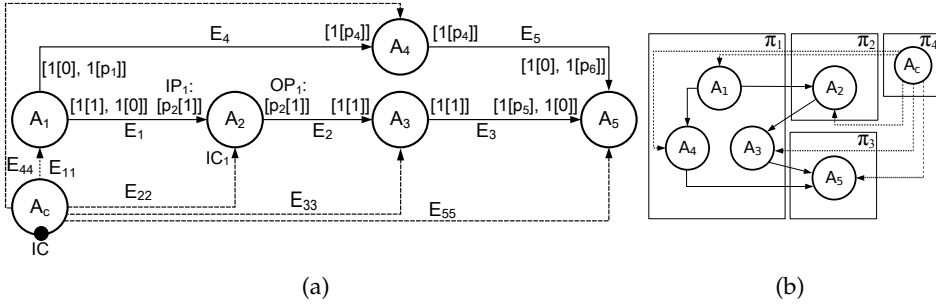 E₄
[1[p₄]]
A₄
[1[p₄]]
E₅
[1[0], 1[p₁]]
[1[0], 1[p₆]]
A₁
[1[1], 1[0]]
E₁
IP₁:
[p₂[1]]
A₂
IC₁
OP₁:
[p₂[1]]
E₂
[1[1]]
A₃
[1[1]]
E₃
[1[p₅], 1[0]]
A₅
E₄₄
E₁₁
E₂₂
E₃₃
E₅₅
A_c
IC
(a)
π₁
π₂
π₄
A_c
A₁
A₂
A₄
A₃
π₃
A₅
(b)